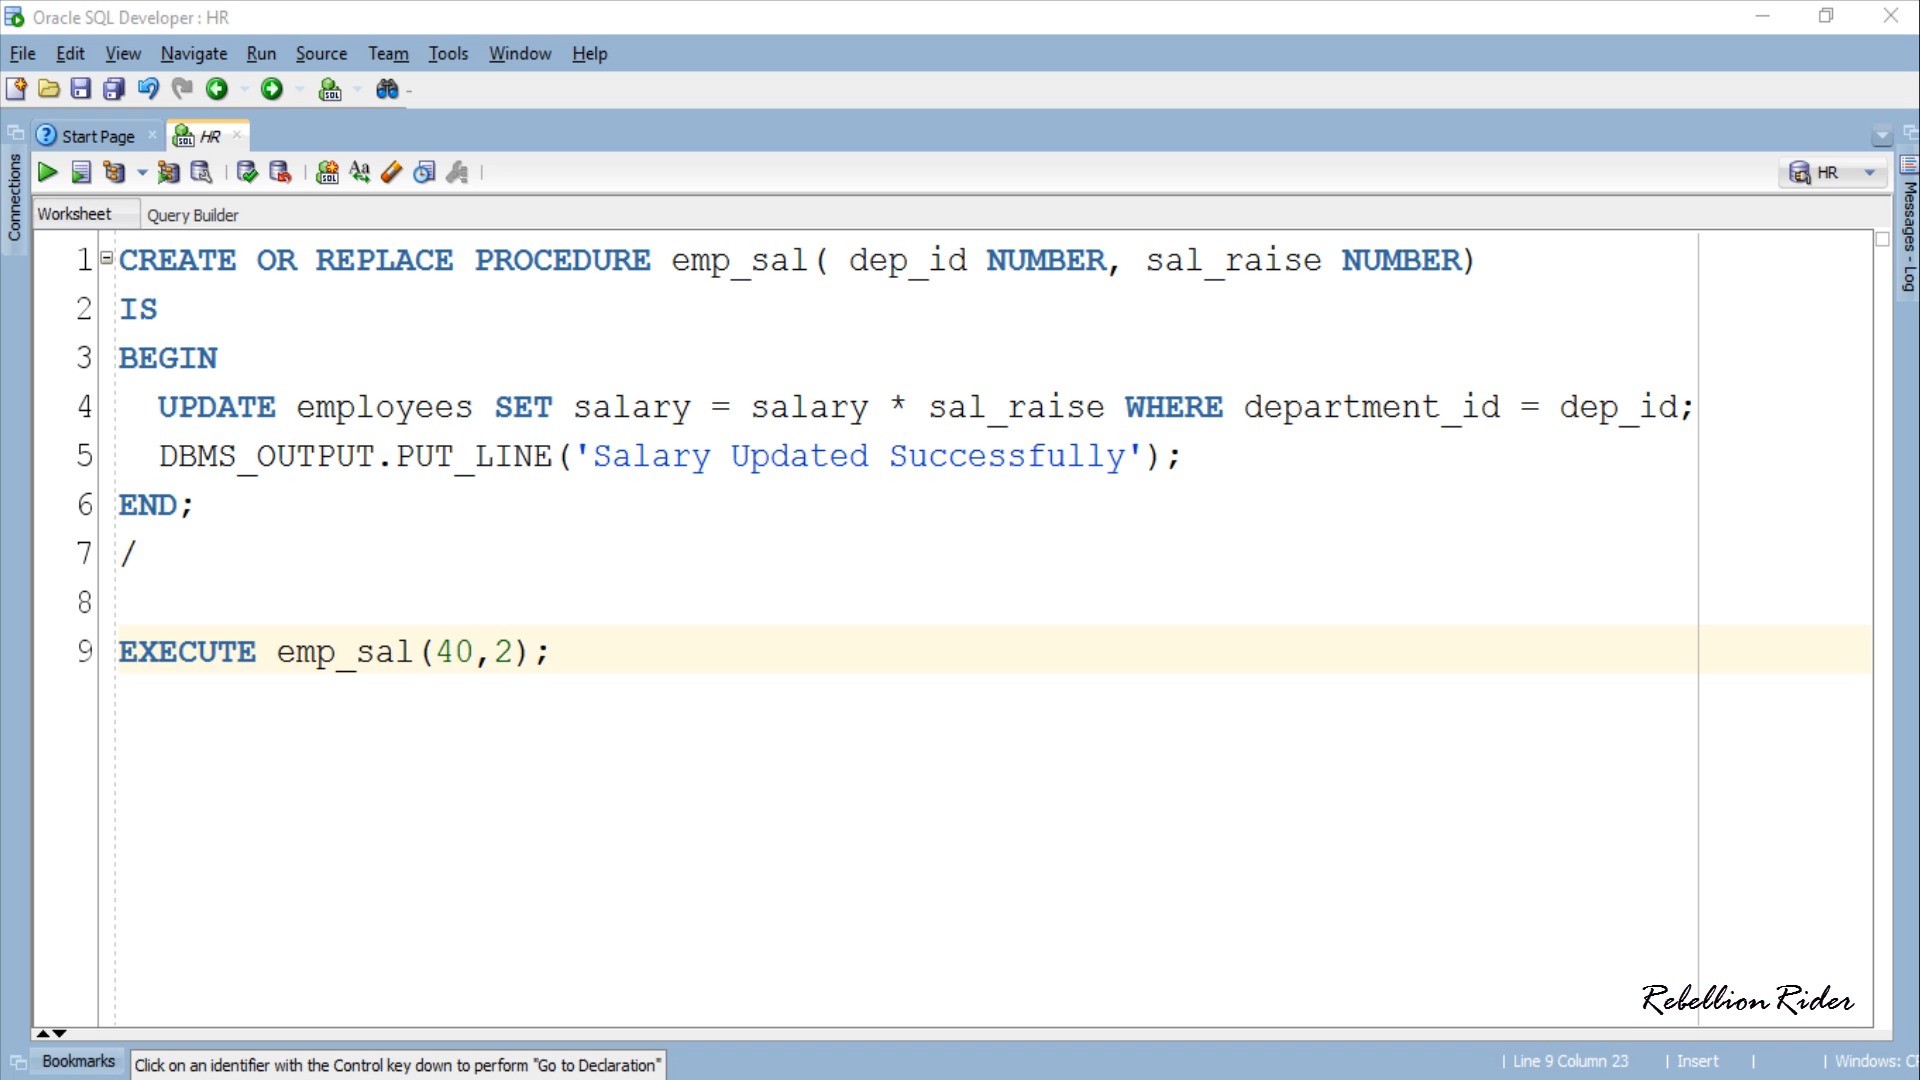 Oracle SQL Developer : HR
File Edit View Navigate Run Source Team Tools Window Help
Start Page HR
HR
Connections
Messages - Log
Worksheet Query Builder
1 CREATE OR REPLACE PROCEDURE emp_sal( dep_id NUMBER, sal_raise NUMBER)
2 IS
3 BEGIN
4 UPDATE employees SET salary = salary * sal_raise WHERE department_id = dep_id;
5 DBMS_OUTPUT.PUT_LINE('Salary Updated Successfully');
6 END;
7 /
8
9 EXECUTE emp_sal(40,2);
Rebellion Rider
Bookmarks Click on an identifier with the Control key down to perform "Go to Declaration" | Line 9 Column 23 | Insert | | Windows: